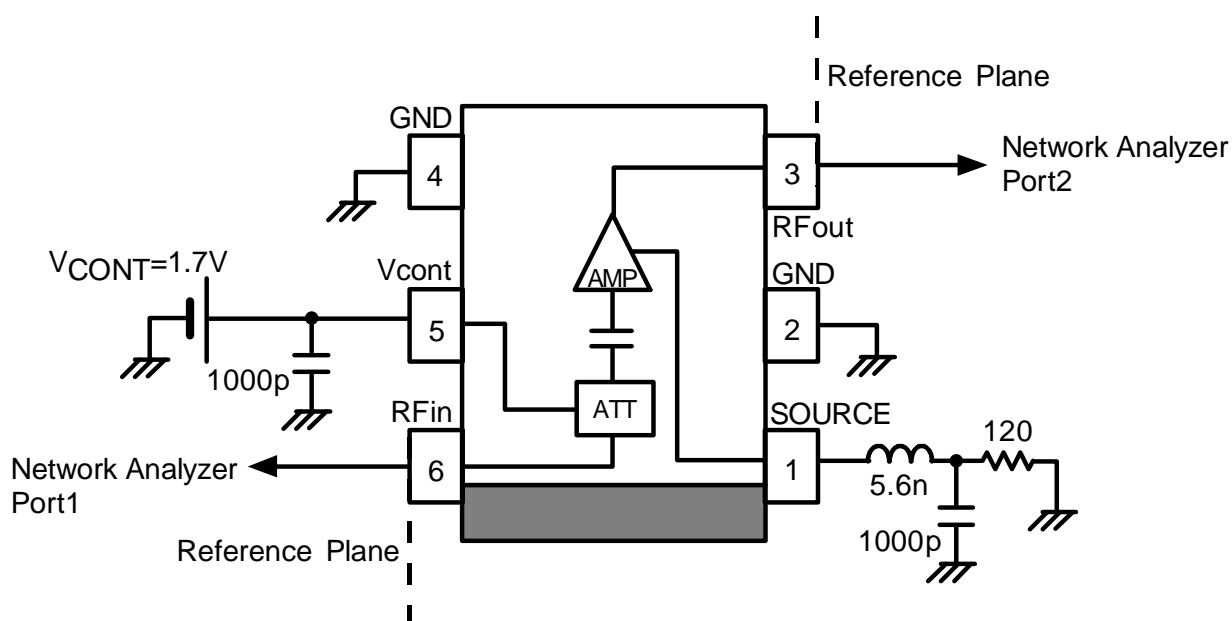 Reference Plane
GND
4
3
Network Analyzer
Port2
RFout
VCONT=1.7V
Vcont
AMP
GND
5
2
1000p
RFin
ATT
SOURCE
120
Network Analyzer
Port1
6
1
5.6n
1000p
Reference Plane